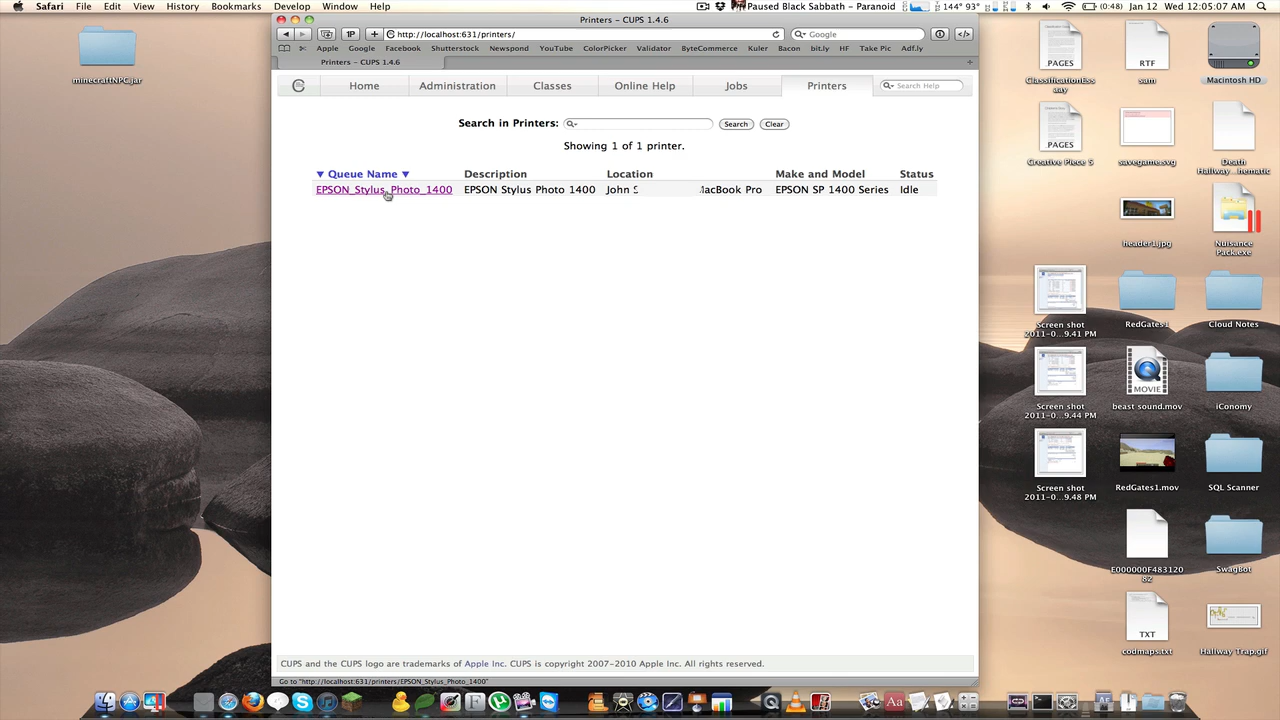 Safari File Edit View History Bookmarks Develop Window Help
Paused Black Sabbath - Paranoid 144° 93° (0:48) Jan 12 Wed 12:05:07 AM
Printers - CUPS 1.4.6
http://localhost:631/printers/
Google
Apple Google Facebook Shutterstock Newspond YouTube ColorPicker Validator ByteCommerce Kuler Bacon bit.ly HF Take Pic Adf.ly
Printers - CUPS 1.4.6
Home Administration Classes Online Help Jobs Printers Search Help
Search in Printers: Search Clear
Showing 1 of 1 printer.
▼ Queue Name ▼ Description Location Make and Model Status
EPSON_Stylus_Photo_1400 EPSON Stylus Photo 1400 John MacBook Pro EPSON SP 1400 Series Idle
CUPS and the CUPS logo are trademarks of Apple Inc. CUPS is copyright 2007-2010 Apple Inc. All rights reserved.
Go to "http://localhost:631/printers/EPSON_Stylus_Photo_1400"
minecraftNPC.jar
PAGES
ClassificationEssaay
RTF
sam
Macintosh HD
PAGES
Creative Piece 5
savegame.svg
Death
Hallway ...hematic
header1.jpg
Nuisance
Pack.exe
Screen shot
2011-0...9.41 PM
RedGates1
Cloud Notes
Screen shot
2011-0...9.44 PM
MOVIE
beast sound.mov
iConomy
Screen shot
2011-0...9.48 PM
RedGates1.mov
SQL Scanner
E000000F483120
82
SwagBot
TXT
codmaps.txt
Hallway Trap.gif